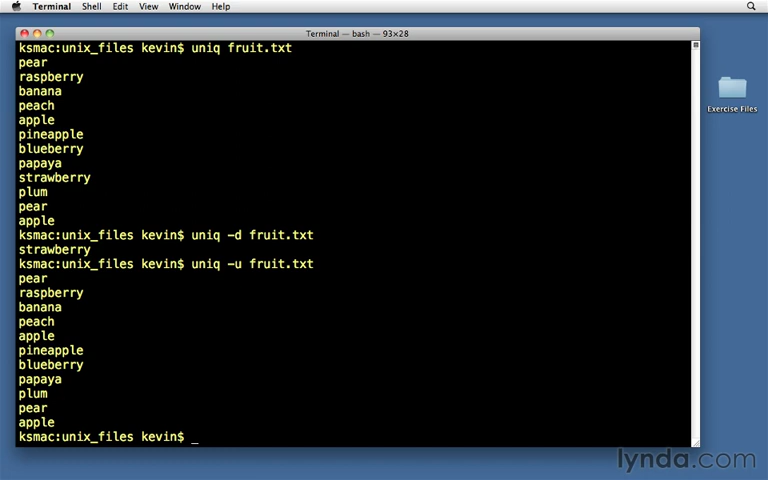 Terminal Shell Edit View Window Help
Terminal — bash — 93×28
ksmac:unix_files kevin$ uniq fruit.txt
pear
raspberry
banana
peach
apple
pineapple
blueberry
papaya
strawberry
plum
pear
apple
ksmac:unix_files kevin$ uniq -d fruit.txt
strawberry
ksmac:unix_files kevin$ uniq -u fruit.txt
pear
raspberry
banana
peach
apple
pineapple
blueberry
papaya
plum
pear
apple
ksmac:unix_files kevin$ _
Exercise Files
lynda.com